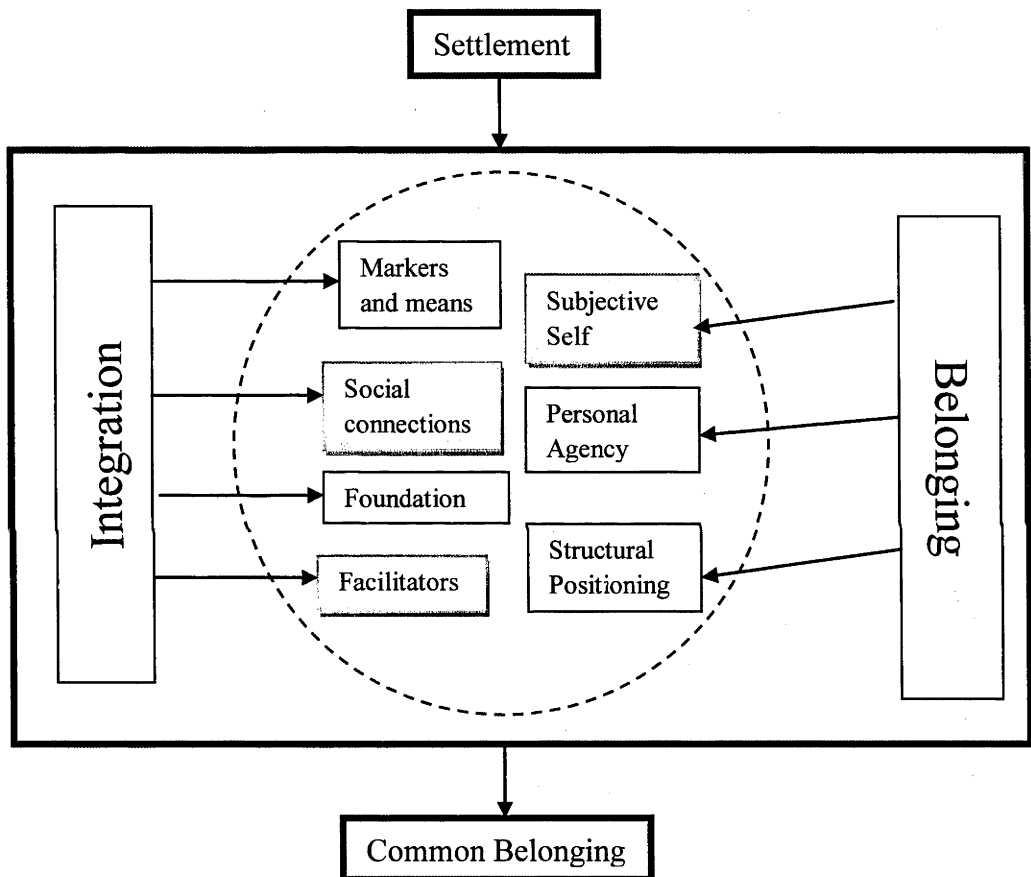 Settlement
Integration
Markers
and means
Social
connections
Foundation
Facilitators
Subjective
Self
Personal
Agency
Structural
Positioning
Belonging
Common Belonging